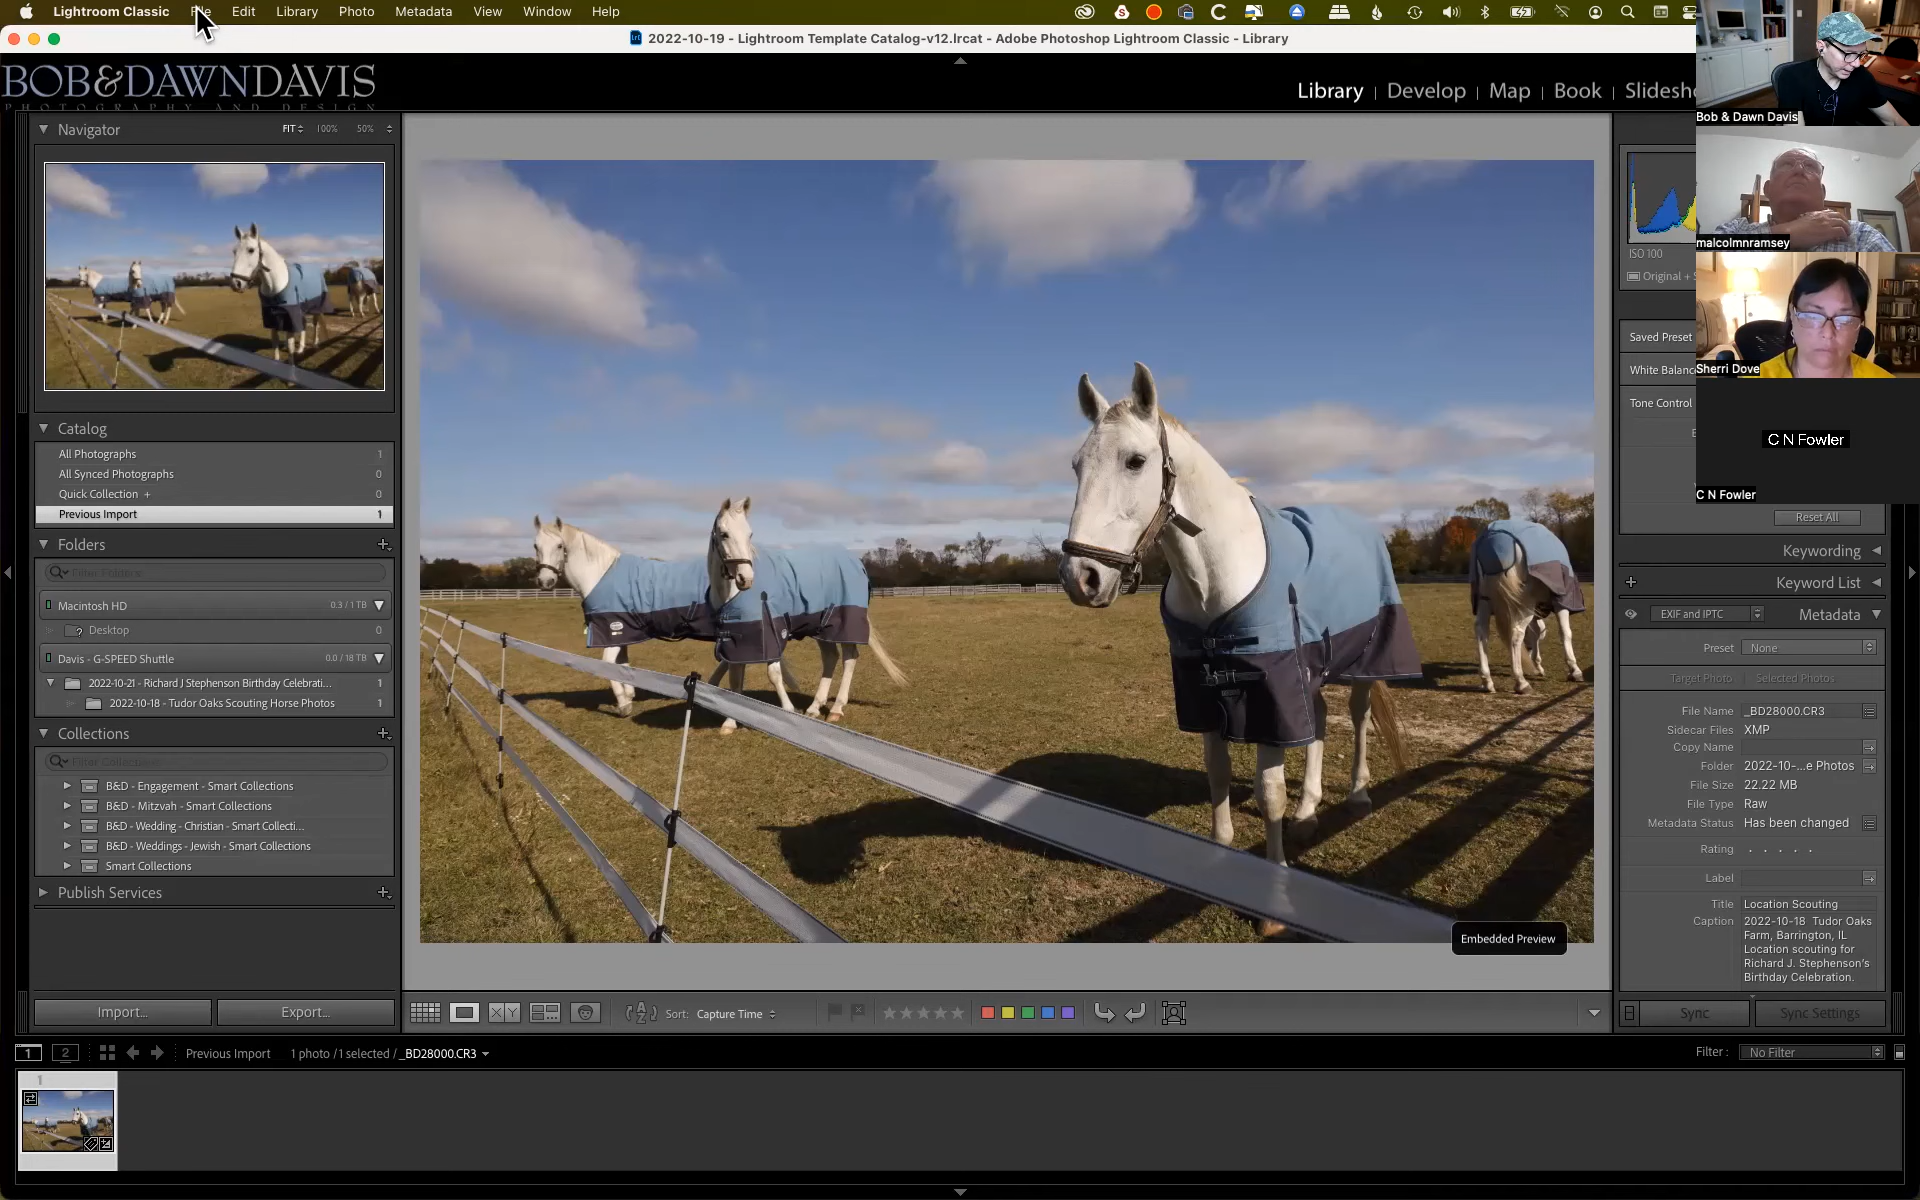 Lightroom Classic File Edit Library Photo Metadata View Window Help
2022-10-19 - Lightroom Template Catalog-v12.lrcat - Adobe Photoshop Lightroom Classic - Library
BOB&DAWNDAVIS
PHOTOGRAPHY AND DESIGN
Library | Develop | Map | Book | Slidesho
Bob & Dawn Davis
malcolmnramsey
Sherri Dove
C N Fowler
C N Fowler
Navigator FIT 100% 50%
Catalog
All Photographs 1
All Synced Photographs 0
Quick Collection + 0
Previous Import 1
Folders
Filter Folders
Macintosh HD 0.3 / 1 TB
Desktop 0
Davis - G-SPEED Shuttle 0.0 / 18 TB
2022-10-21 - Richard J Stephenson Birthday Celebrati... 1
2022-10-18 - Tudor Oaks Scouting Horse Photos 1
Collections
Filter Collections
B&D - Engagement - Smart Collections
B&D - Mitzvah - Smart Collections
B&D - Wedding - Christian - Smart Collecti...
B&D - Weddings - Jewish - Smart Collections
Smart Collections
Publish Services
Import... Export...
Embedded Preview
ISO 100
Original +
Saved Preset
White Balanc
Tone Control
Reset All
Keywording
Keyword List
EXIF and IPTC Metadata
Preset None
Target Photo Selected Photos
File Name _BD28000.CR3
Sidecar Files XMP
Copy Name
Folder 2022-10-...e Photos
File Size 22.22 MB
File Type Raw
Metadata Status Has been changed
Rating . . . . .
Label
Title Location Scouting
Caption 2022-10-18 Tudor Oaks
Farm, Barrington, IL
Location scouting for
Richard J. Stephenson's
Birthday Celebration.
Sync Sync Settings
XY Sort: Capture Time
1 2 Previous Import 1 photo / 1 selected / _BD28000.CR3
Filter : No Filter
1